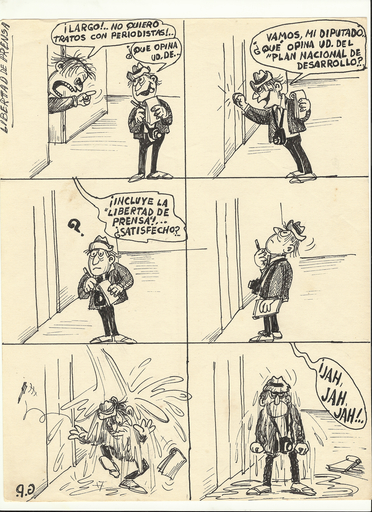 LIBERTAD DE PRENSA
¡LARGO!.. NO QUIERO
TRATOS CON PERIODISTAS!...
¿QUE OPINA
UD. DE..
VAMOS, MI DIPUTADO,
¿QUE OPINA UD. DEL
"PLAN NACIONAL DE
DESARROLLO?..
¡INCLUYE LA
"LIBERTAD DE
PRENSA"!,..
¿SATISFECHO?
?
¡JAH,
JAH,
JAH!..
G.P.